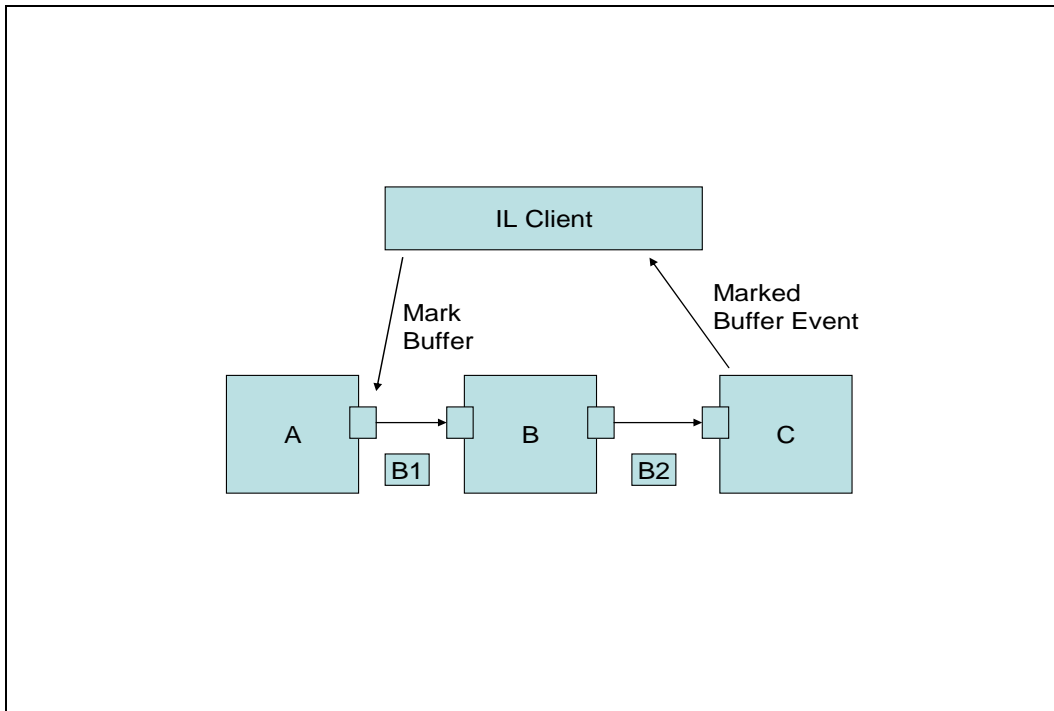 IL Client
Mark
Buffer
Marked
Buffer Event
A
B
C
B1
B2